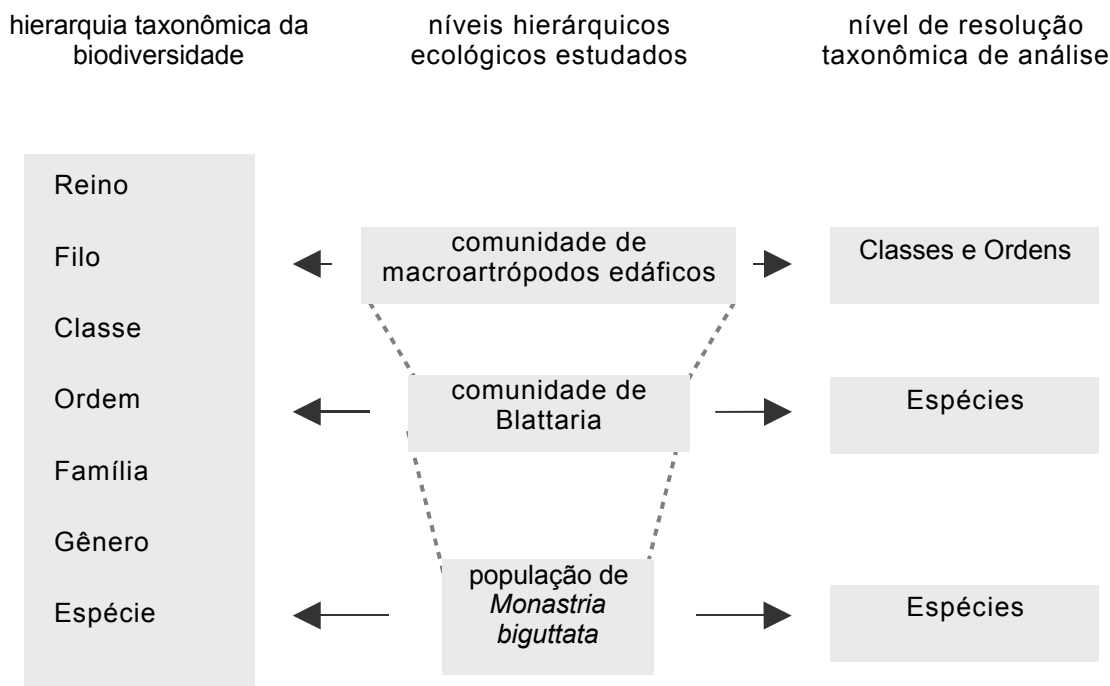 hierarquia taxonômica da
biodiversidade
níveis hierárquicos
ecológicos estudados
nível de resolução
taxonômica de análise
Reino
Filo
Classe
Ordem
Família
Gênero
Espécie
comunidade de
macroartrópodos edáficos
comunidade de
Blattaria
população de
Monastria
biguttata
Classes e Ordens
Espécies
Espécies